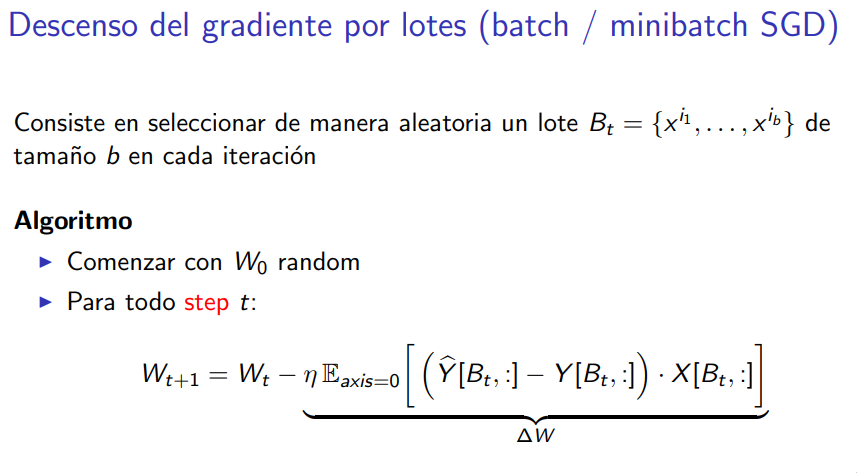 Descenso del gradiente por lotes (batch / minibatch SGD)
Consiste en seleccionar de manera aleatoria un lote $B_t = \{x^{i_1}, \ldots, x^{i_b}\}$ de
tamaño $b$ en cada iteración
Algoritmo
▶ Comenzar con $W_0$ random
▶ Para todo step $t$:
$W_{t+1} = W_t - \underbrace{\eta \, \mathbb{E}_{axis=0}\left[\left(\widehat{Y}[B_t,:] - Y[B_t,:]\right) \cdot X[B_t,:]\right]}_{\Delta W}$